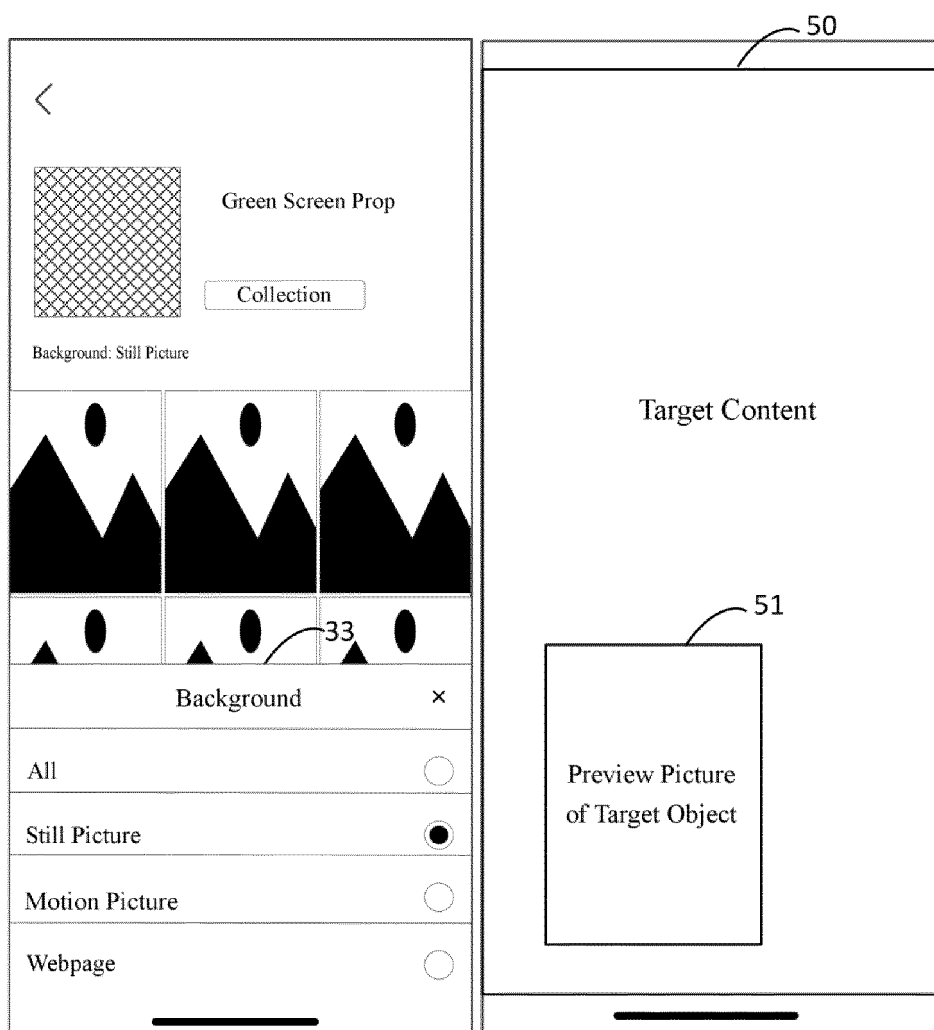 Green Screen Prop
Collection
Background: Still Picture
33
Background ×
All
Still Picture
Motion Picture
Webpage
50
Target Content
51
Preview Picture
of Target Object